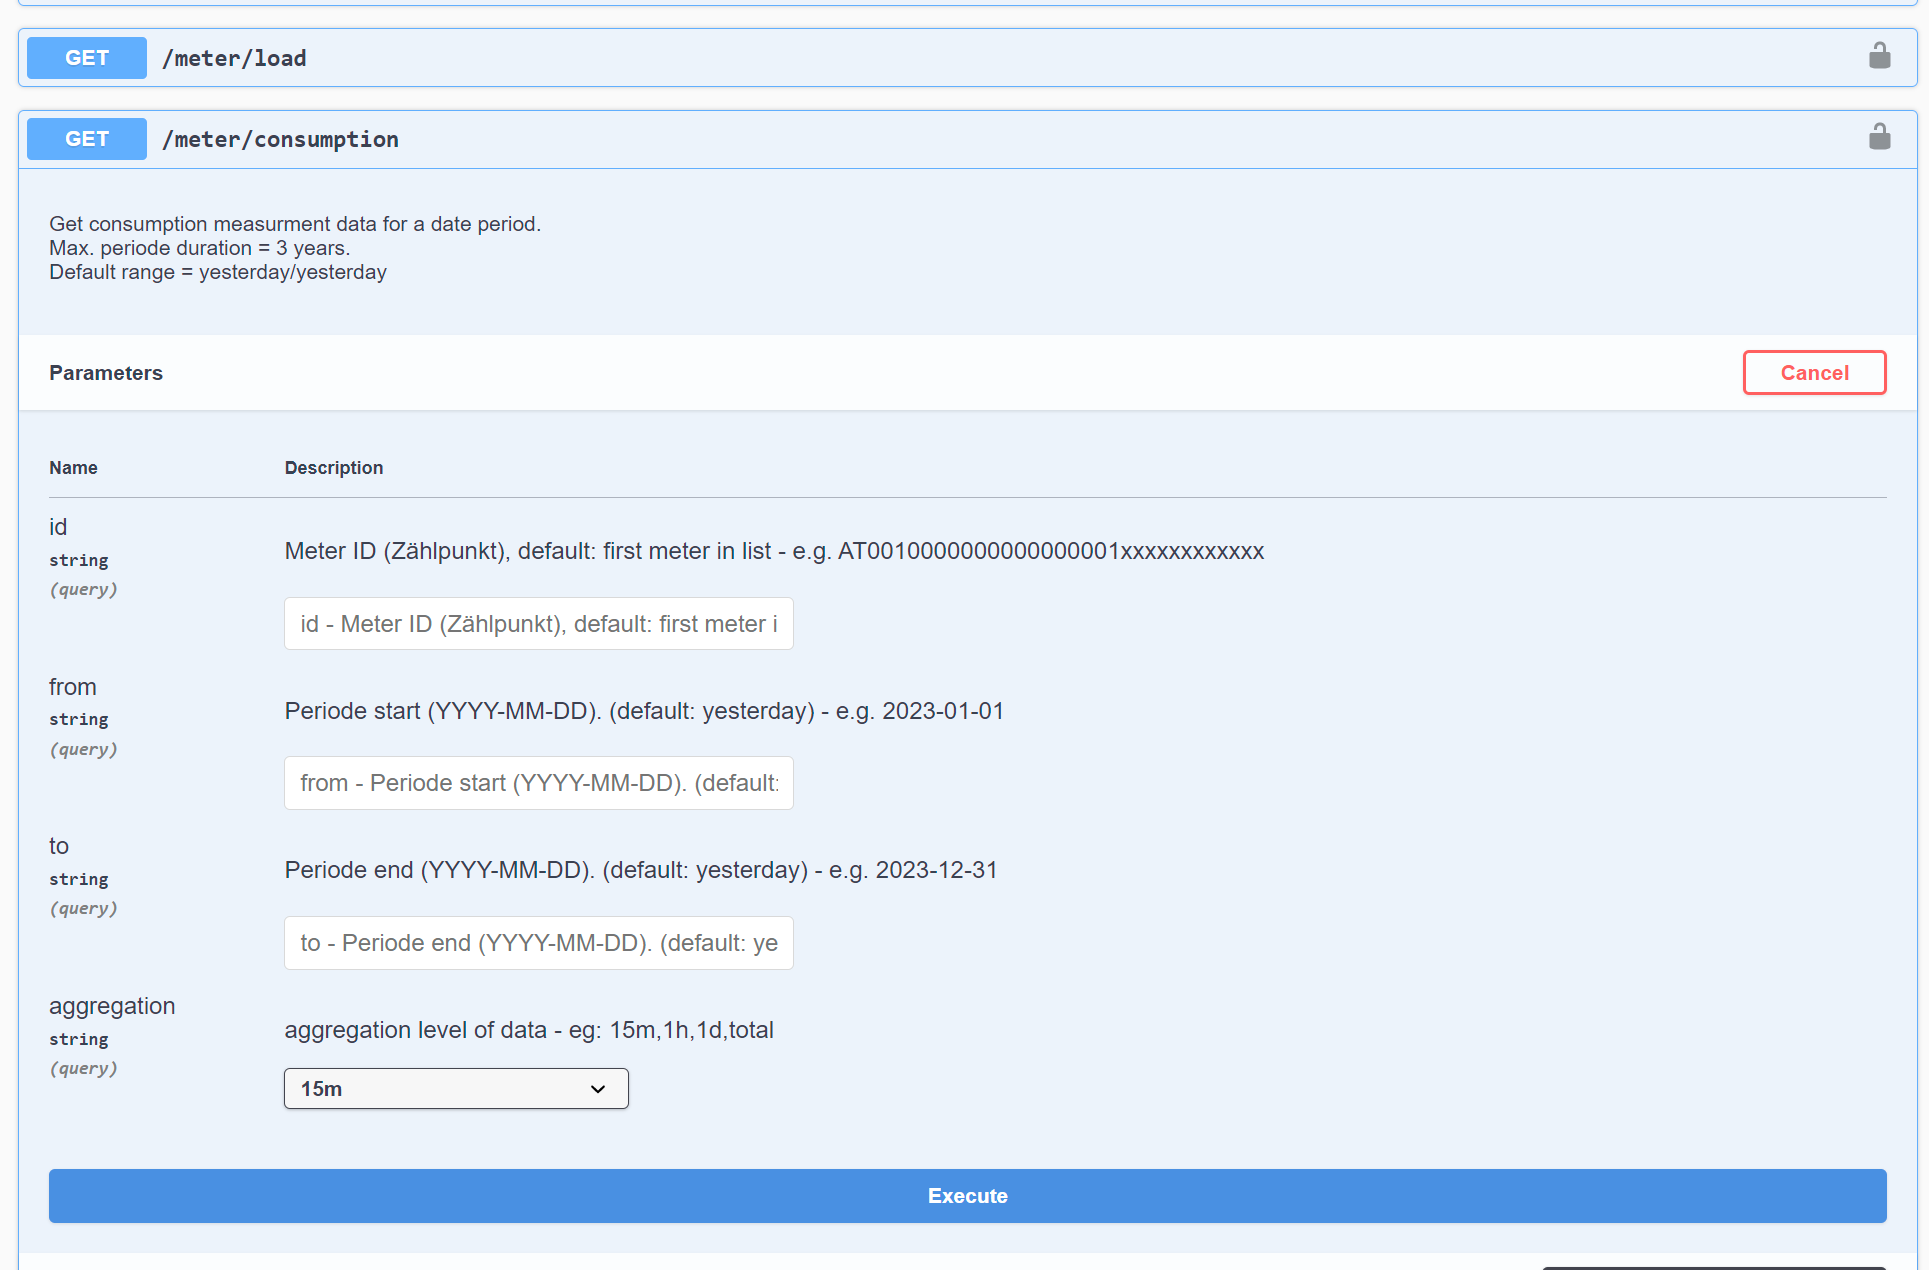 GET /meter/load
GET /meter/consumption
Get consumption measurment data for a date period.
Max. periode duration = 3 years.
Default range = yesterday/yesterday
Parameters
Cancel
Name Description
id
string
(query)
Meter ID (Zählpunkt), default: first meter in list - e.g. AT0010000000000000001xxxxxxxxxxxx
id - Meter ID (Zählpunkt), default: first meter i
from
string
(query)
Periode start (YYYY-MM-DD). (default: yesterday) - e.g. 2023-01-01
from - Periode start (YYYY-MM-DD). (default:
to
string
(query)
Periode end (YYYY-MM-DD). (default: yesterday) - e.g. 2023-12-31
to - Periode end (YYYY-MM-DD). (default: ye
aggregation
string
(query)
aggregation level of data - eg: 15m,1h,1d,total
15m
Execute